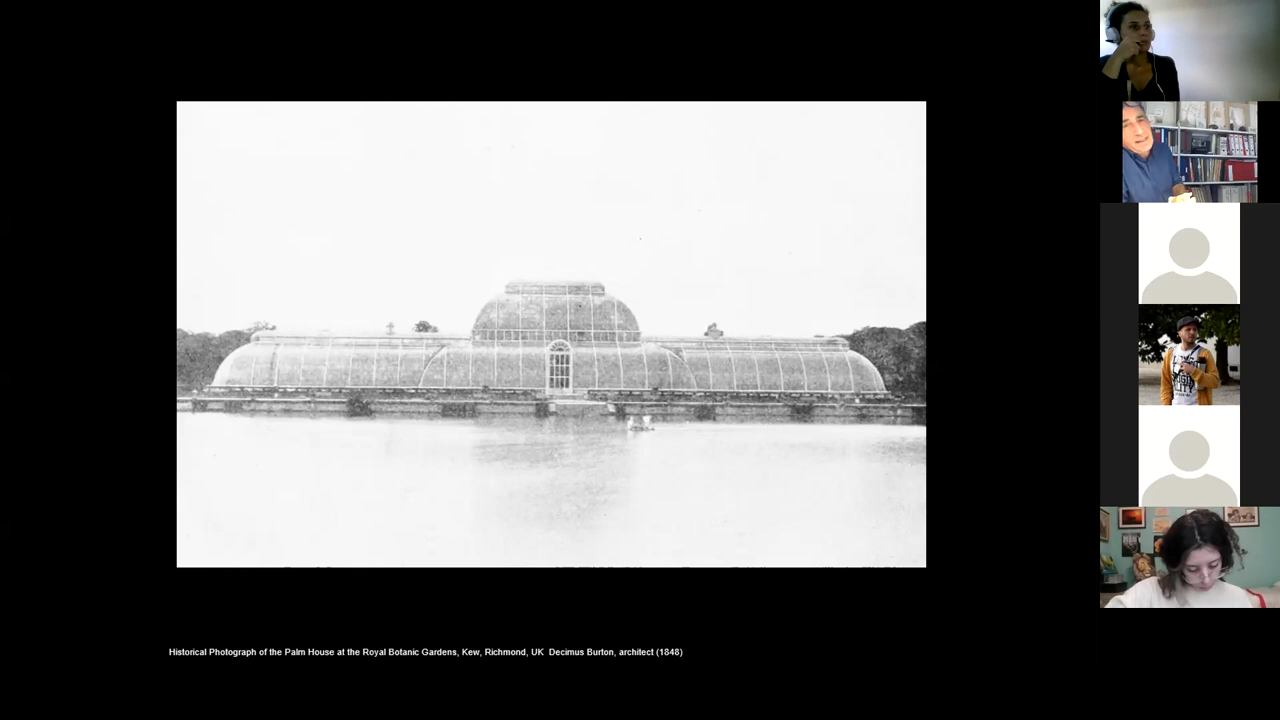 Historical Photograph of the Palm House at the Royal Botanic Gardens, Kew, Richmond, UK  Decimus Burton, architect (1848)